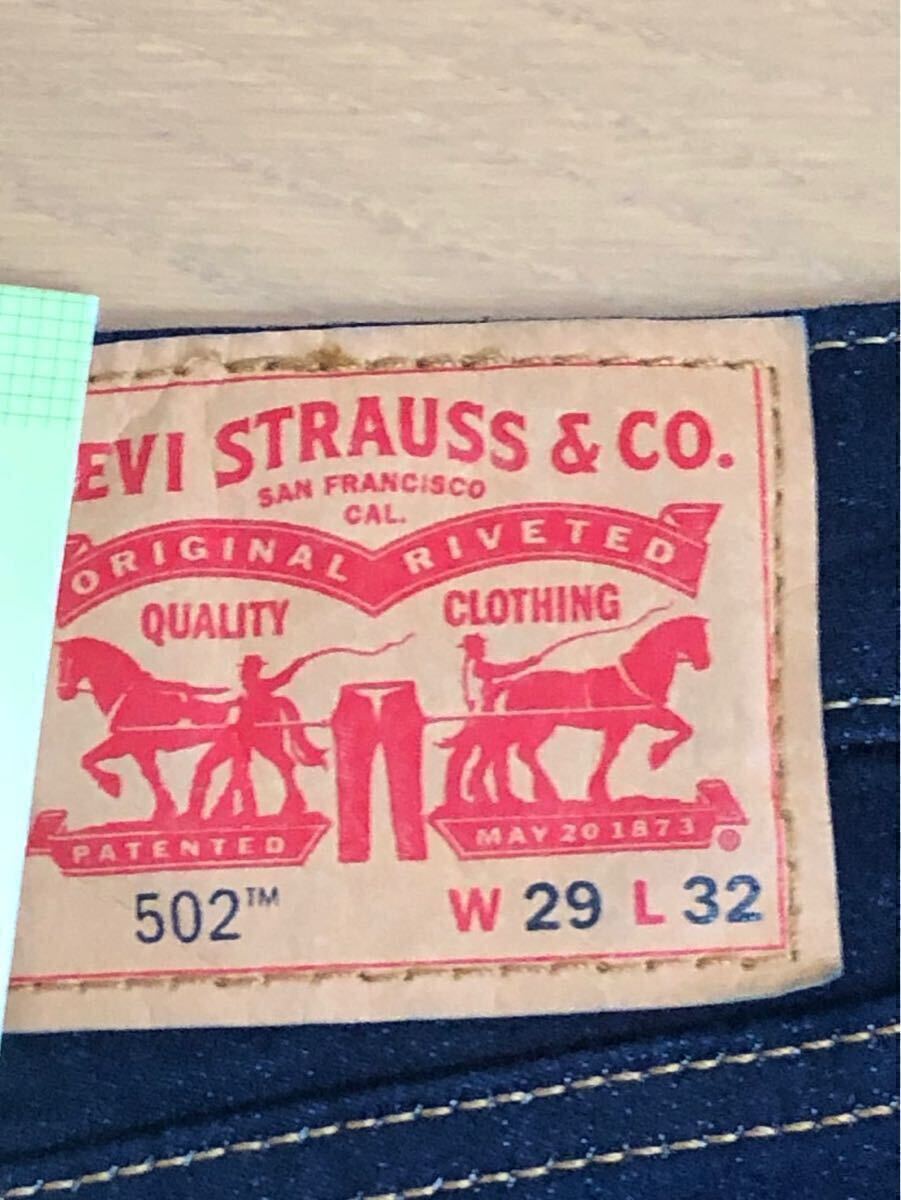 EVI STRAUSS & CO.
SAN FRANCISCO
CAL.
ORIGINAL RIVETED
QUALITY CLOTHING
PATENTED MAY 20 1873 ®
502™ W 29 L 32